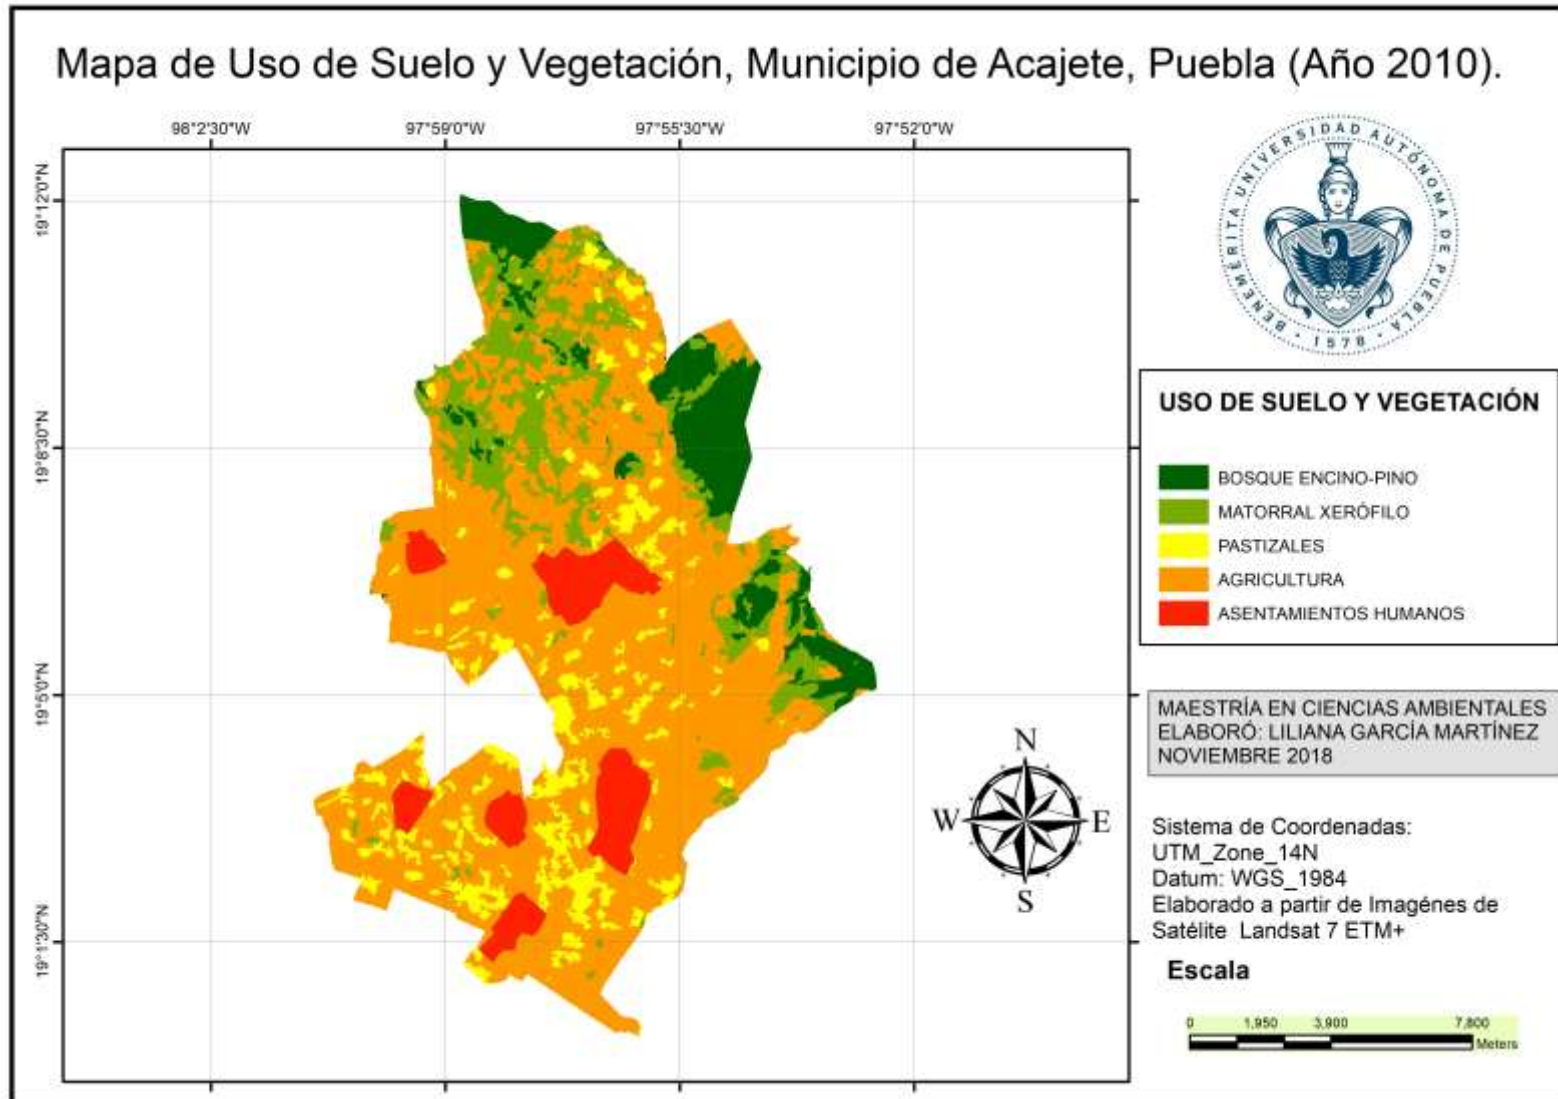 Mapa de Uso de Suelo y Vegetación, Municipio de Acajete, Puebla (Año 2010).
98°2'30"W 97°59'0"W 97°55'30"W 97°52'0"W
19°12'0"N
19°8'30"N
19°5'0"N
19°1'30"N
BENEMÉRITA UNIVERSIDAD AUTÓNOMA DE PUEBLA
1578
USO DE SUELO Y VEGETACIÓN
BOSQUE ENCINO-PINO
MATORRAL XERÓFILO
PASTIZALES
AGRICULTURA
ASENTAMIENTOS HUMANOS
MAESTRÍA EN CIENCIAS AMBIENTALES
ELABORÓ: LILIANA GARCÍA MARTÍNEZ
NOVIEMBRE 2018
N
W E
S
Sistema de Coordenadas:
UTM_Zone_14N
Datum: WGS_1984
Elaborado a partir de Imagénes de
Satélite Landsat 7 ETM+
Escala
0 1,950 3,900 7,800
Meters